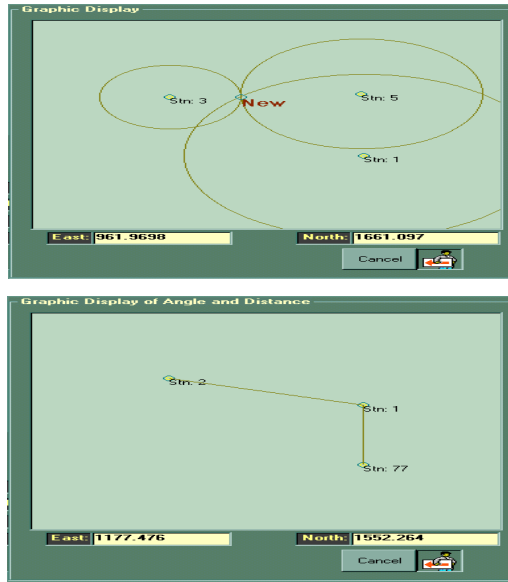 Graphic Display
Stn: 3
New
Stn: 5
Stn: 1
East: 961.9698 North: 1661.097
Cancel
Graphic Display of Angle and Distance
Stn: 2
Stn: 1
Stn: 77
East: 1177.476 North: 1552.264
Cancel